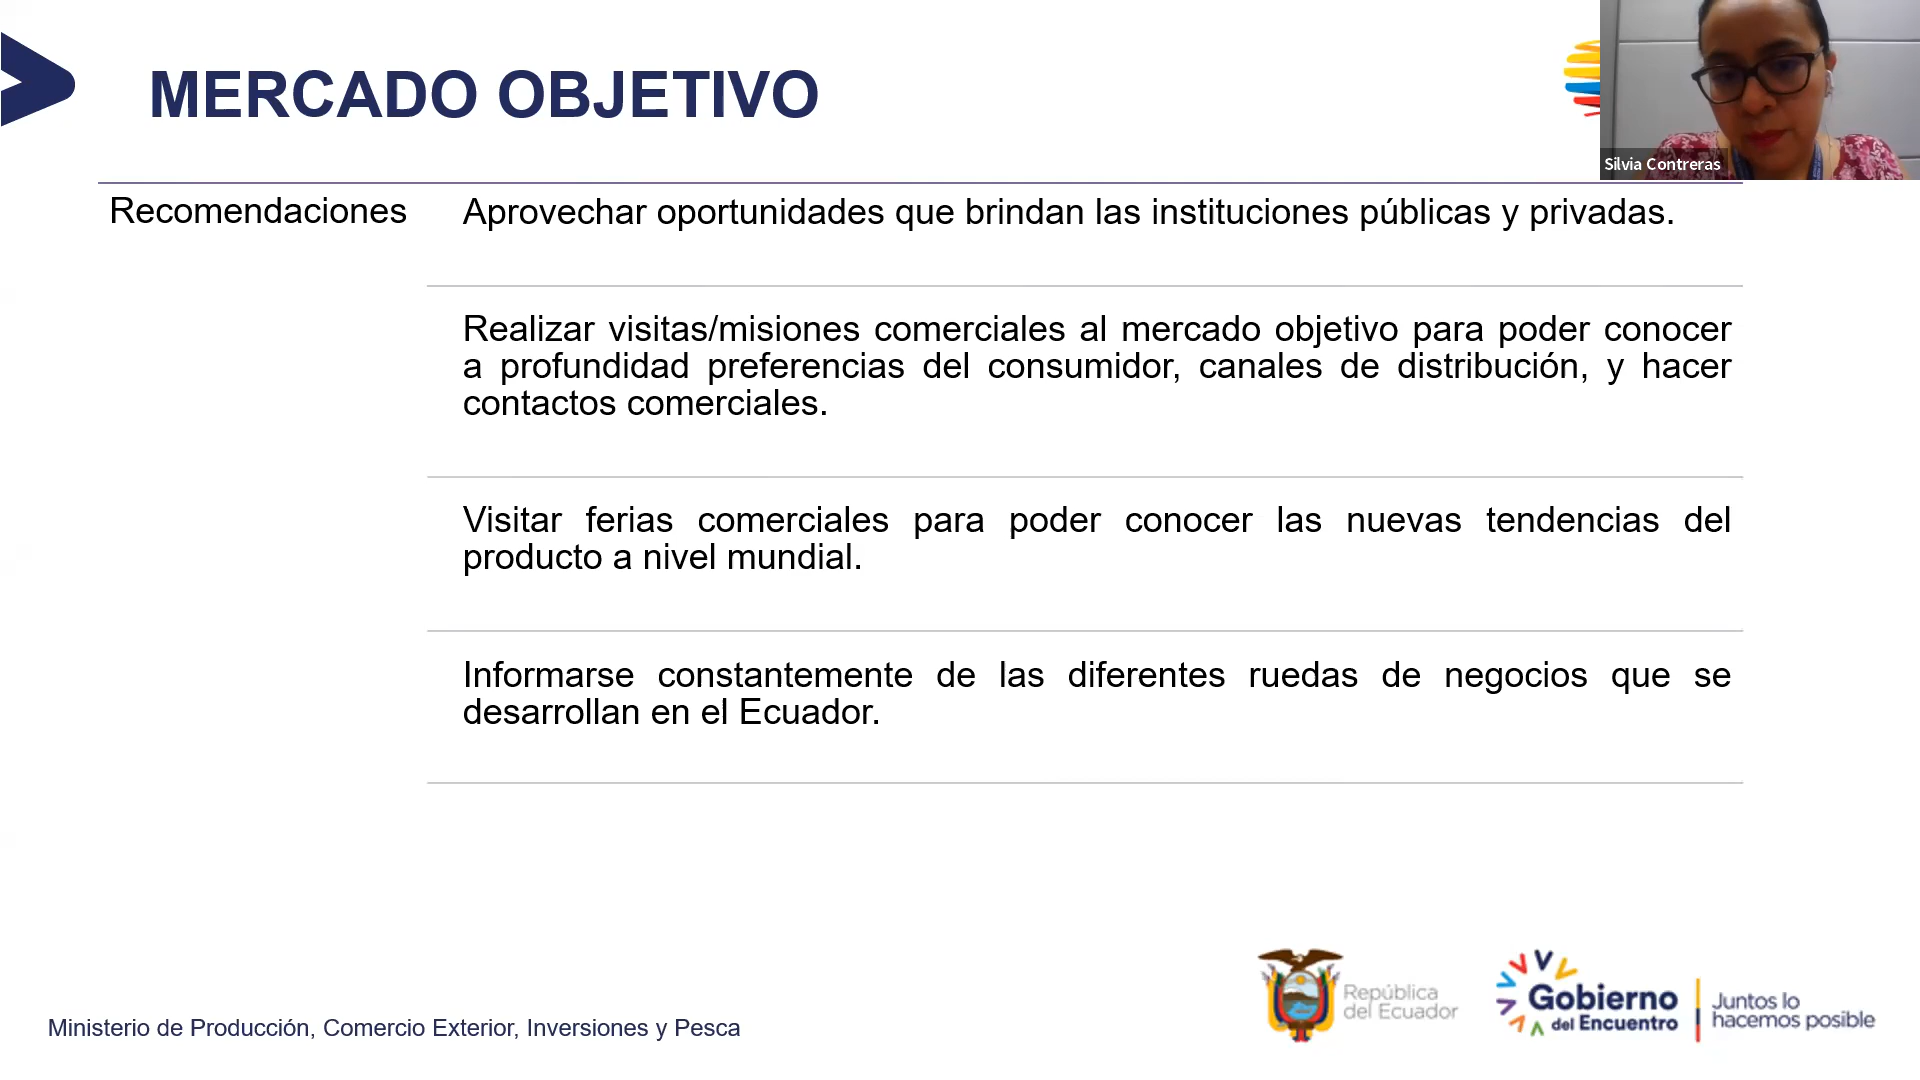 MERCADO OBJETIVO
Silvia Contreras
Recomendaciones
Aprovechar oportunidades que brindan las instituciones públicas y privadas.
Realizar visitas/misiones comerciales al mercado objetivo para poder conocer
a profundidad preferencias del consumidor, canales de distribución, y hacer
contactos comerciales.
Visitar ferias comerciales para poder conocer las nuevas tendencias del
producto a nivel mundial.
Informarse constantemente de las diferentes ruedas de negocios que se
desarrollan en el Ecuador.
Ministerio de Producción, Comercio Exterior, Inversiones y Pesca
República
del Ecuador
Gobierno
del Encuentro
Juntos lo
hacemos posible